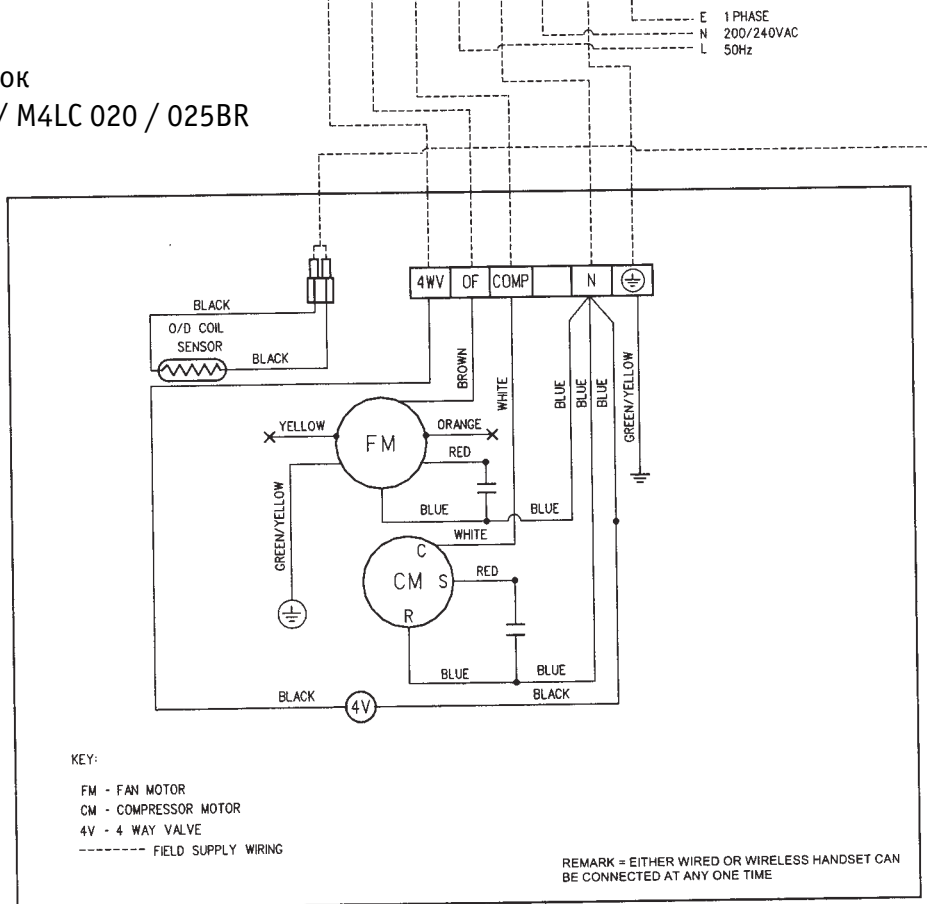 E 1 PHASE
N 200/240VAC
L 50Hz
ок
/ M4LC 020 / 025BR
4WV OF COMP N
BLACK
O/D COIL
SENSOR
BLACK
BROWN
WHITE
BLUE
BLUE
BLUE
GREEN/YELLOW
YELLOW
FM
ORANGE
RED
GREEN/YELLOW
BLUE
BLUE
WHITE
C
CM S
R
RED
BLUE
BLUE
BLACK
4V
BLACK
KEY:
FM - FAN MOTOR
CM - COMPRESSOR MOTOR
4V - 4 WAY VALVE
-------- FIELD SUPPLY WIRING
REMARK = EITHER WIRED OR WIRELESS HANDSET CAN
BE CONNECTED AT ANY ONE TIME